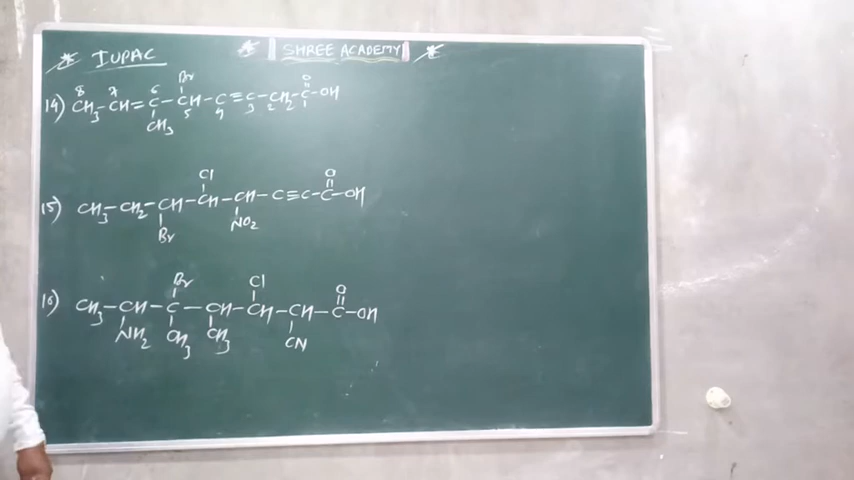 IUPAC
SHREE ACADEMY
Br
8 7 6 O
14) CH3-CH=C-CH-C≡C-CH2-C-OH
CH3 5 4 3 2 1
Cl O
15) CH3-CH2-CH-CH-CH-C≡C-C-OH
Br NO2
Br Cl O
16) CH3-CH-C-CH-CH-CH-C-OH
NH2 CH3 CH3 CN